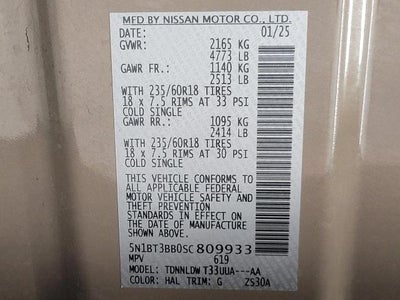 MFD BY NISSAN MOTOR CO., LTD.
DATE: 01/25
GVWR: 2165 KG
4773 LB
GAWR FR.: 1140 KG
2513 LB
WITH 235/60R18 TIRES
18 x 7.5 RIMS AT 33 PSI
COLD SINGLE
GAWR RR.: 1095 KG
2414 LB
WITH 235/60R18 TIRES
18 x 7.5 RIMS AT 30 PSI
COLD SINGLE
THIS VEHICLE CONFORMS TO
ALL APPLICABLE FEDERAL
MOTOR VEHICLE SAFETY
AND THEFT PREVENTION
STANDARDS IN EFFECT ON
THE DATE OF MANUFACTURE
SHOWN ABOVE.
5N1BT3BB0SC809933
MPV 619
MODEL: TDNNLDW T33UUA---AA
COLOR: HAL TRIM: G ZS30A